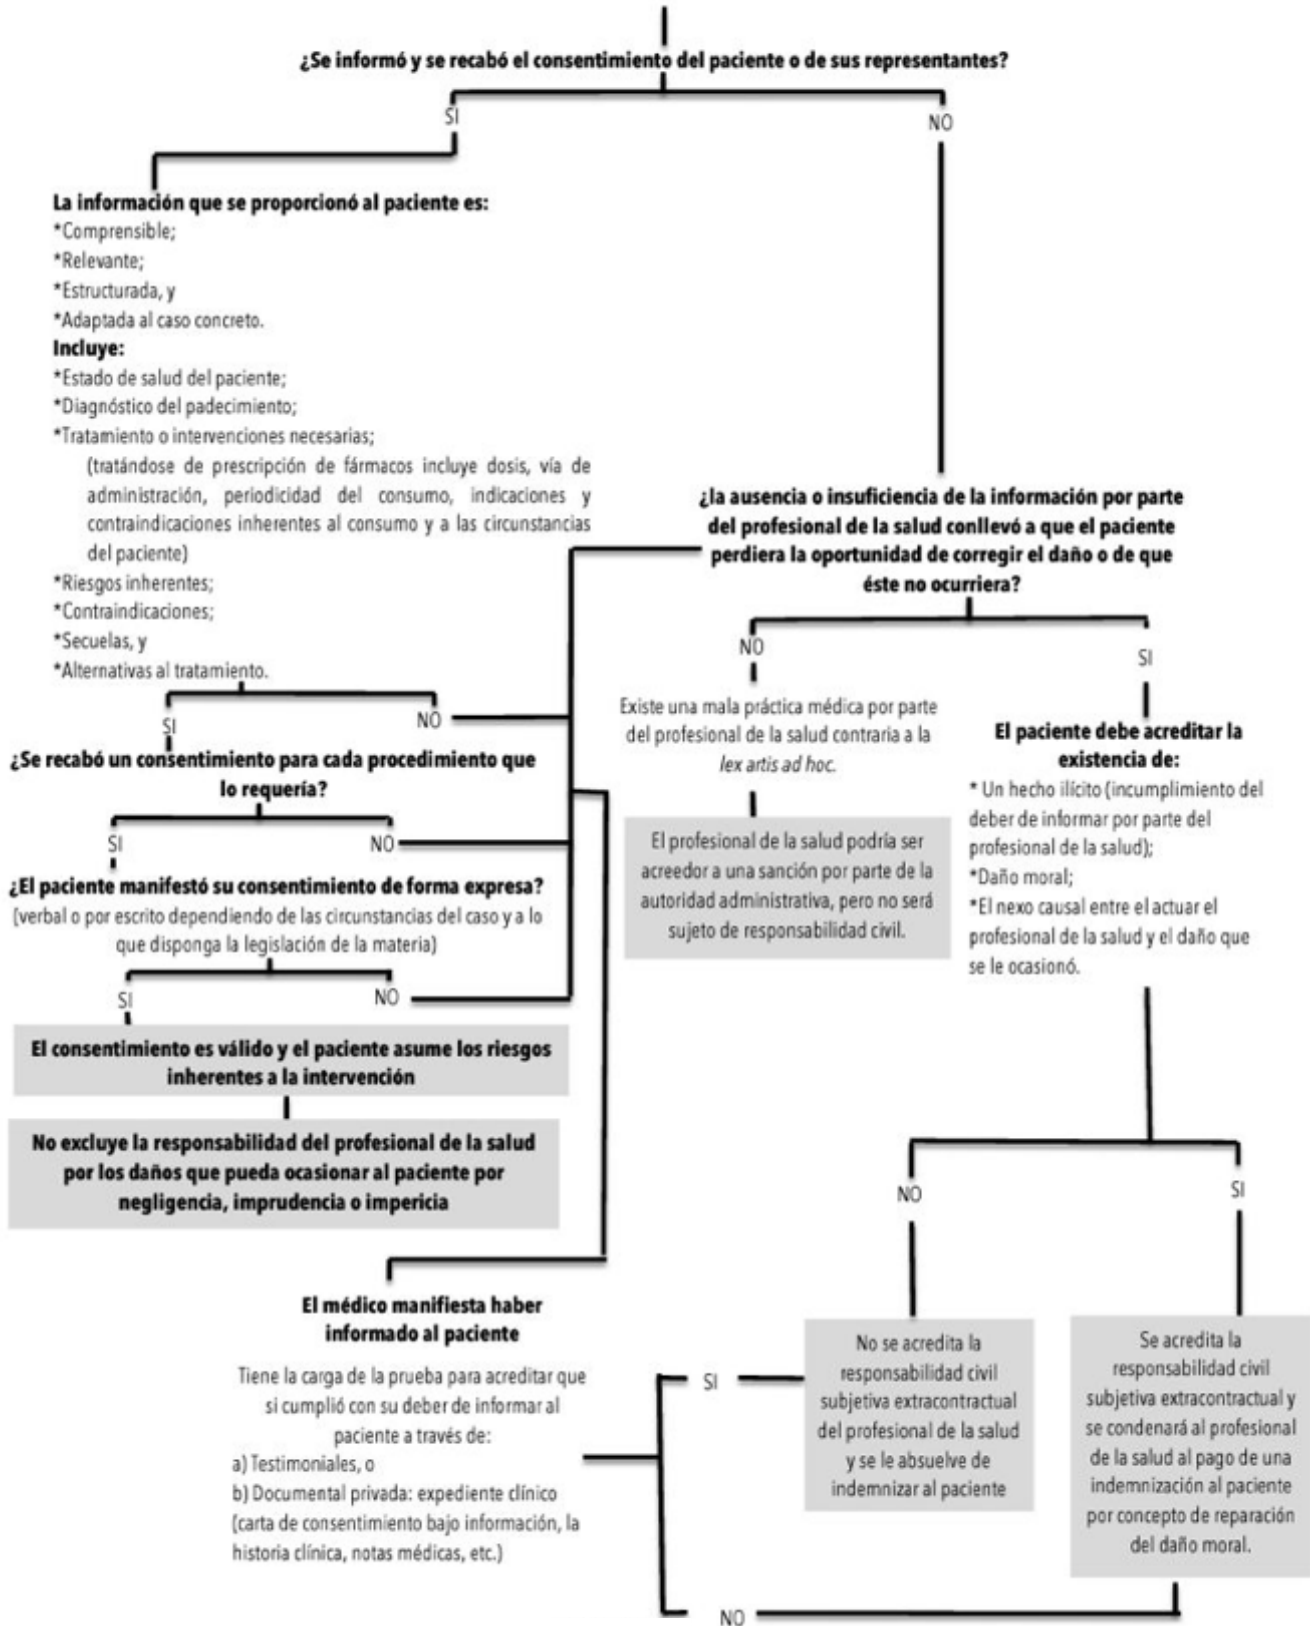 ¿Se informó y se recabó el consentimiento del paciente o de sus representantes?
SI
NO
La información que se proporcionó al paciente es:
*Comprensible;
*Relevante;
*Estructurada, y
*Adaptada al caso concreto.
Incluye:
*Estado de salud del paciente;
*Diagnóstico del padecimiento;
*Tratamiento o intervenciones necesarias;
(tratándose de prescripción de fármacos incluye dosis, vía de
administración, periodicidad del consumo, indicaciones y
contraindicaciones inherentes al consumo y a las circunstancias
del paciente)
*Riesgos inherentes;
*Contraindicaciones;
*Secuelas, y
*Alternativas al tratamiento.
SI
NO
¿Se recabó un consentimiento para cada procedimiento que
lo requería?
SI
NO
¿El paciente manifestó su consentimiento de forma expresa?
(verbal o por escrito dependiendo de las circunstancias del caso y a lo
que disponga la legislación de la materia)
SI
NO
El consentimiento es válido y el paciente asume los riesgos
inherentes a la intervención
No excluye la responsabilidad del profesional de la salud
por los daños que pueda ocasionar al paciente por
negligencia, imprudencia o impericia
¿la ausencia o insuficiencia de la información por parte
del profesional de la salud conllevó a que el paciente
perdiera la oportunidad de corregir el daño o de que
éste no ocurriera?
NO
SI
Existe una mala práctica médica por parte
del profesional de la salud contraria a la
lex artis ad hoc.
El profesional de la salud podría ser
acreedor a una sanción por parte de la
autoridad administrativa, pero no será
sujeto de responsabilidad civil.
El paciente debe acreditar la
existencia de:
* Un hecho ilícito (incumplimiento del
deber de informar por parte del
profesional de la salud);
*Daño moral;
*El nexo causal entre el actuar el
profesional de la salud y el daño que
se le ocasionó.
NO
SI
El médico manifiesta haber
informado al paciente
Tiene la carga de la prueba para acreditar que
si cumplió con su deber de informar al
paciente a través de:
a) Testimoniales, o
b) Documental privada: expediente clínico
(carta de consentimiento bajo información, la
historia clínica, notas médicas, etc.)
SI
NO
No se acredita la
responsabilidad civil
subjetiva extracontractual
del profesional de la salud
y se le absuelve de
indemnizar al paciente
Se acredita la
responsabilidad civil
subjetiva extracontractual y
se condenará al profesional
de la salud al pago de una
indemnización al paciente
por concepto de reparación
del daño moral.